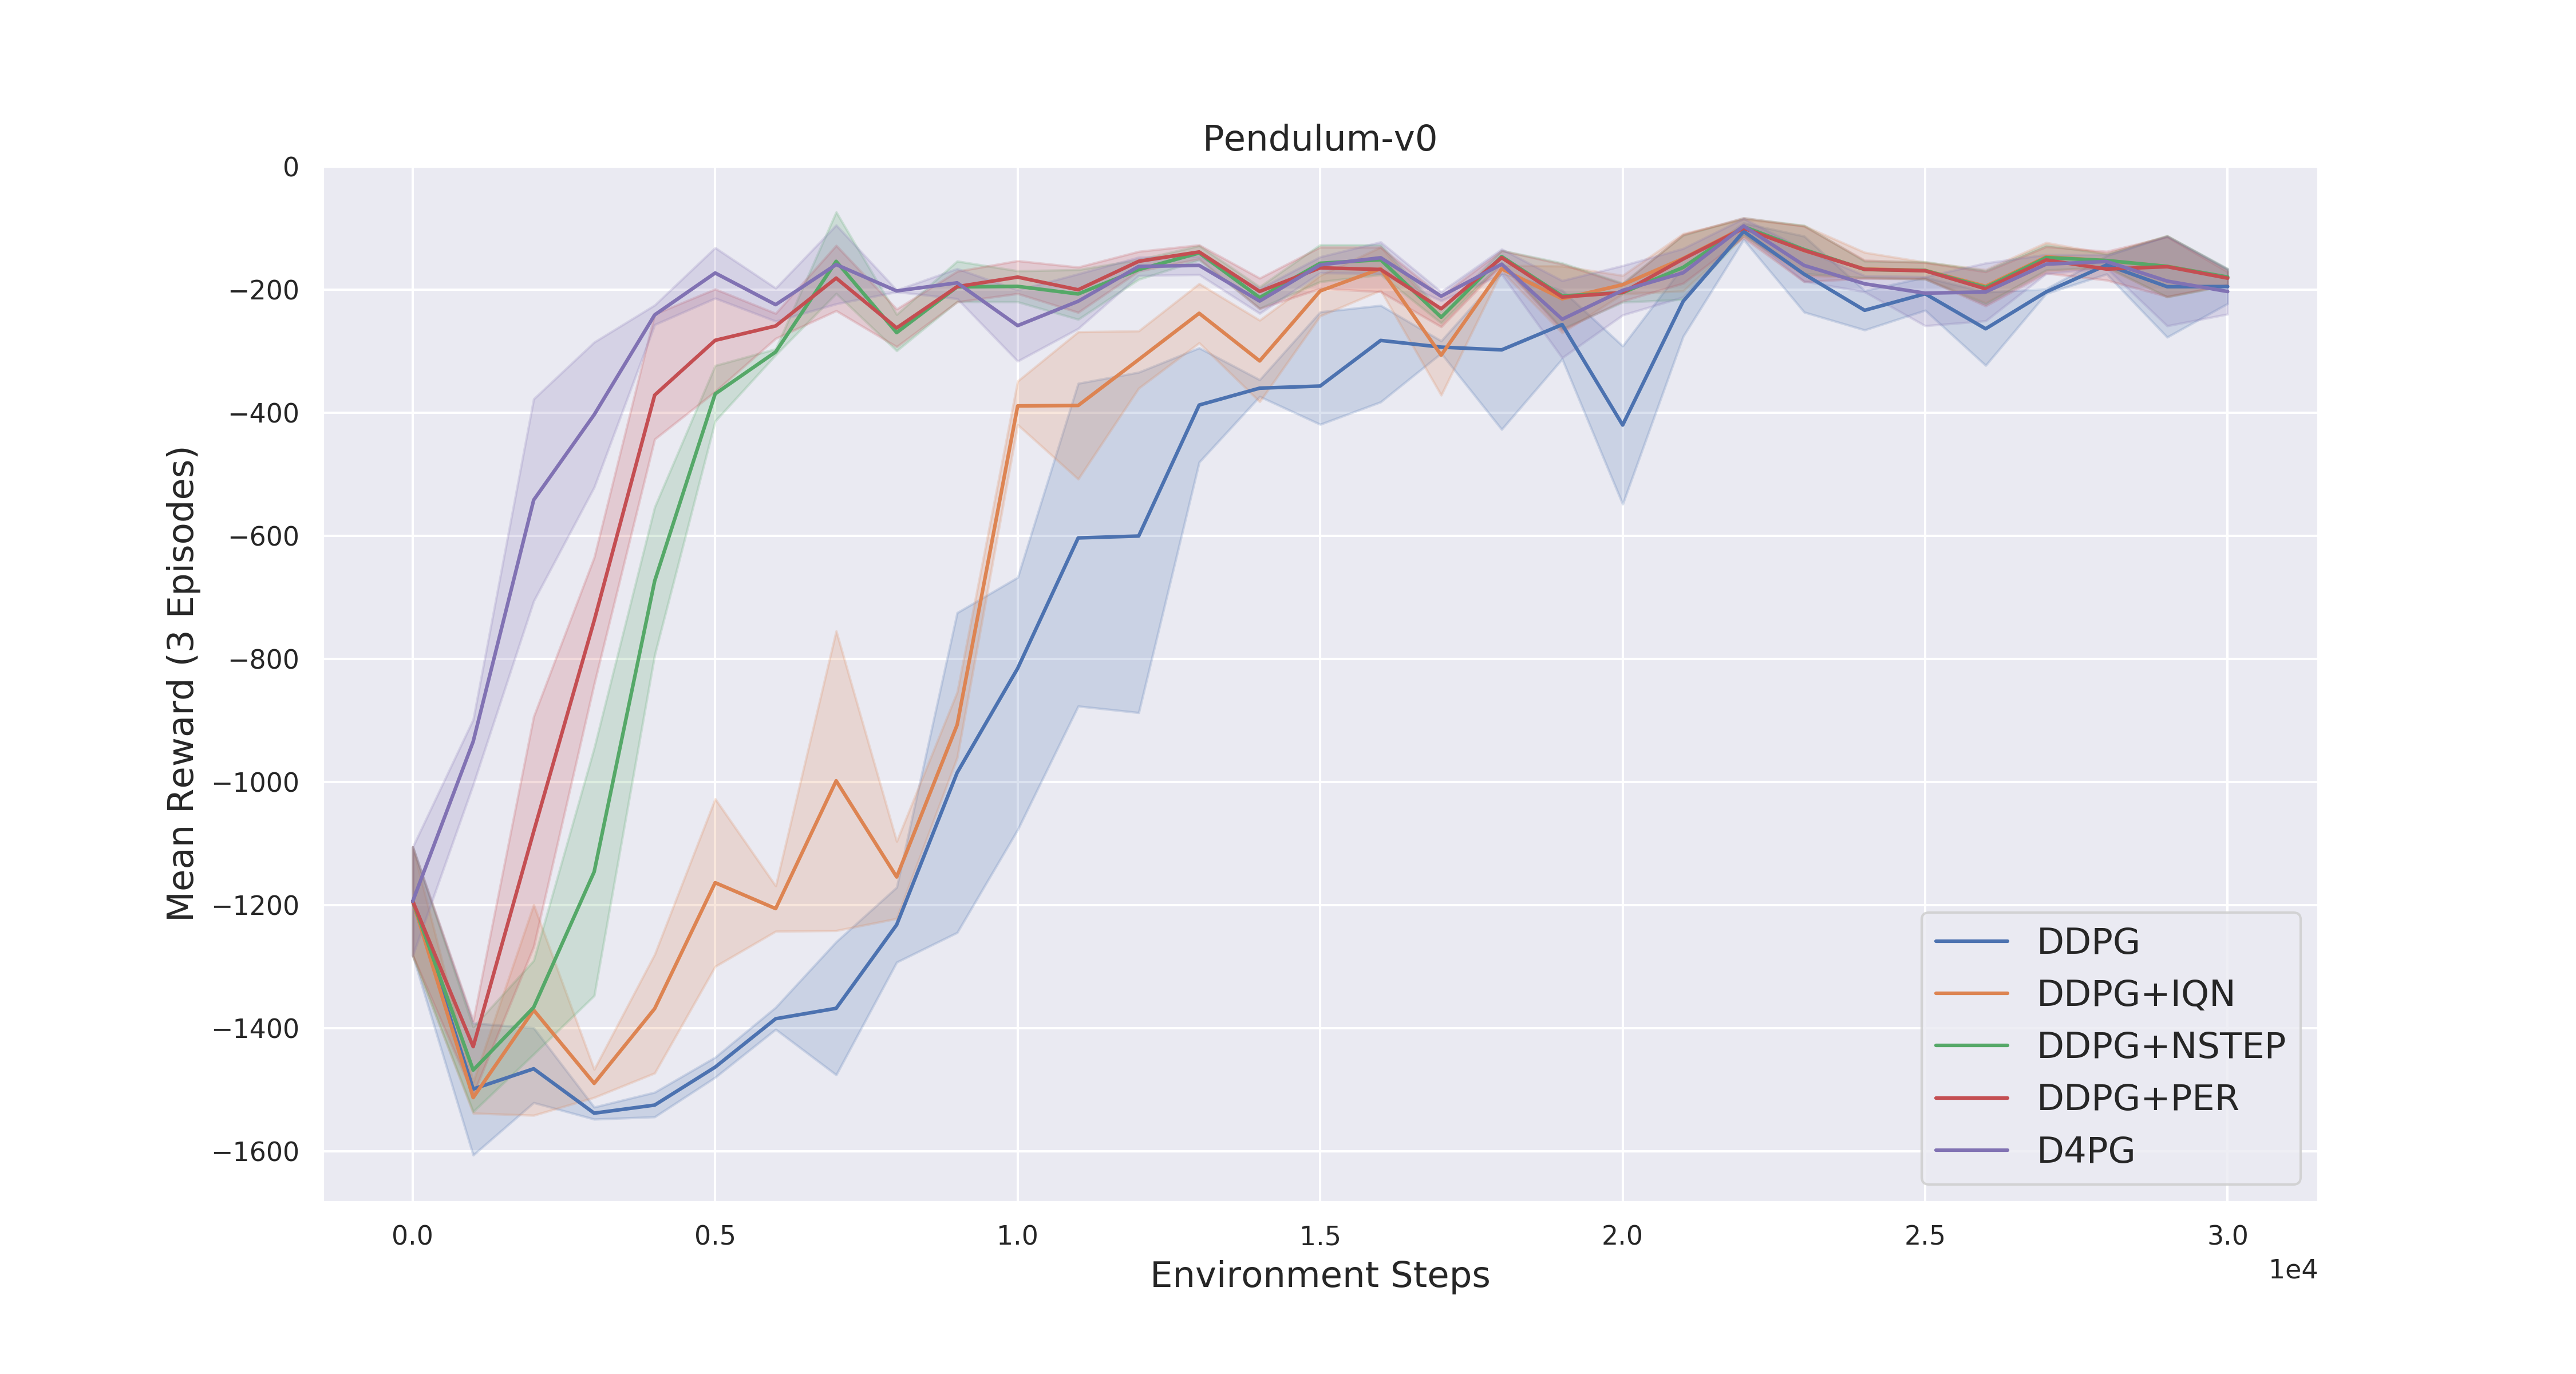 Pendulum-v0
0
−200
−400
−600
−800
−1000
−1200
−1400
−1600
Mean Reward (3 Episodes)
0.0 0.5 1.0 1.5 2.0 2.5 3.0
1e4
Environment Steps
DDPG
DDPG+IQN
DDPG+NSTEP
DDPG+PER
D4PG